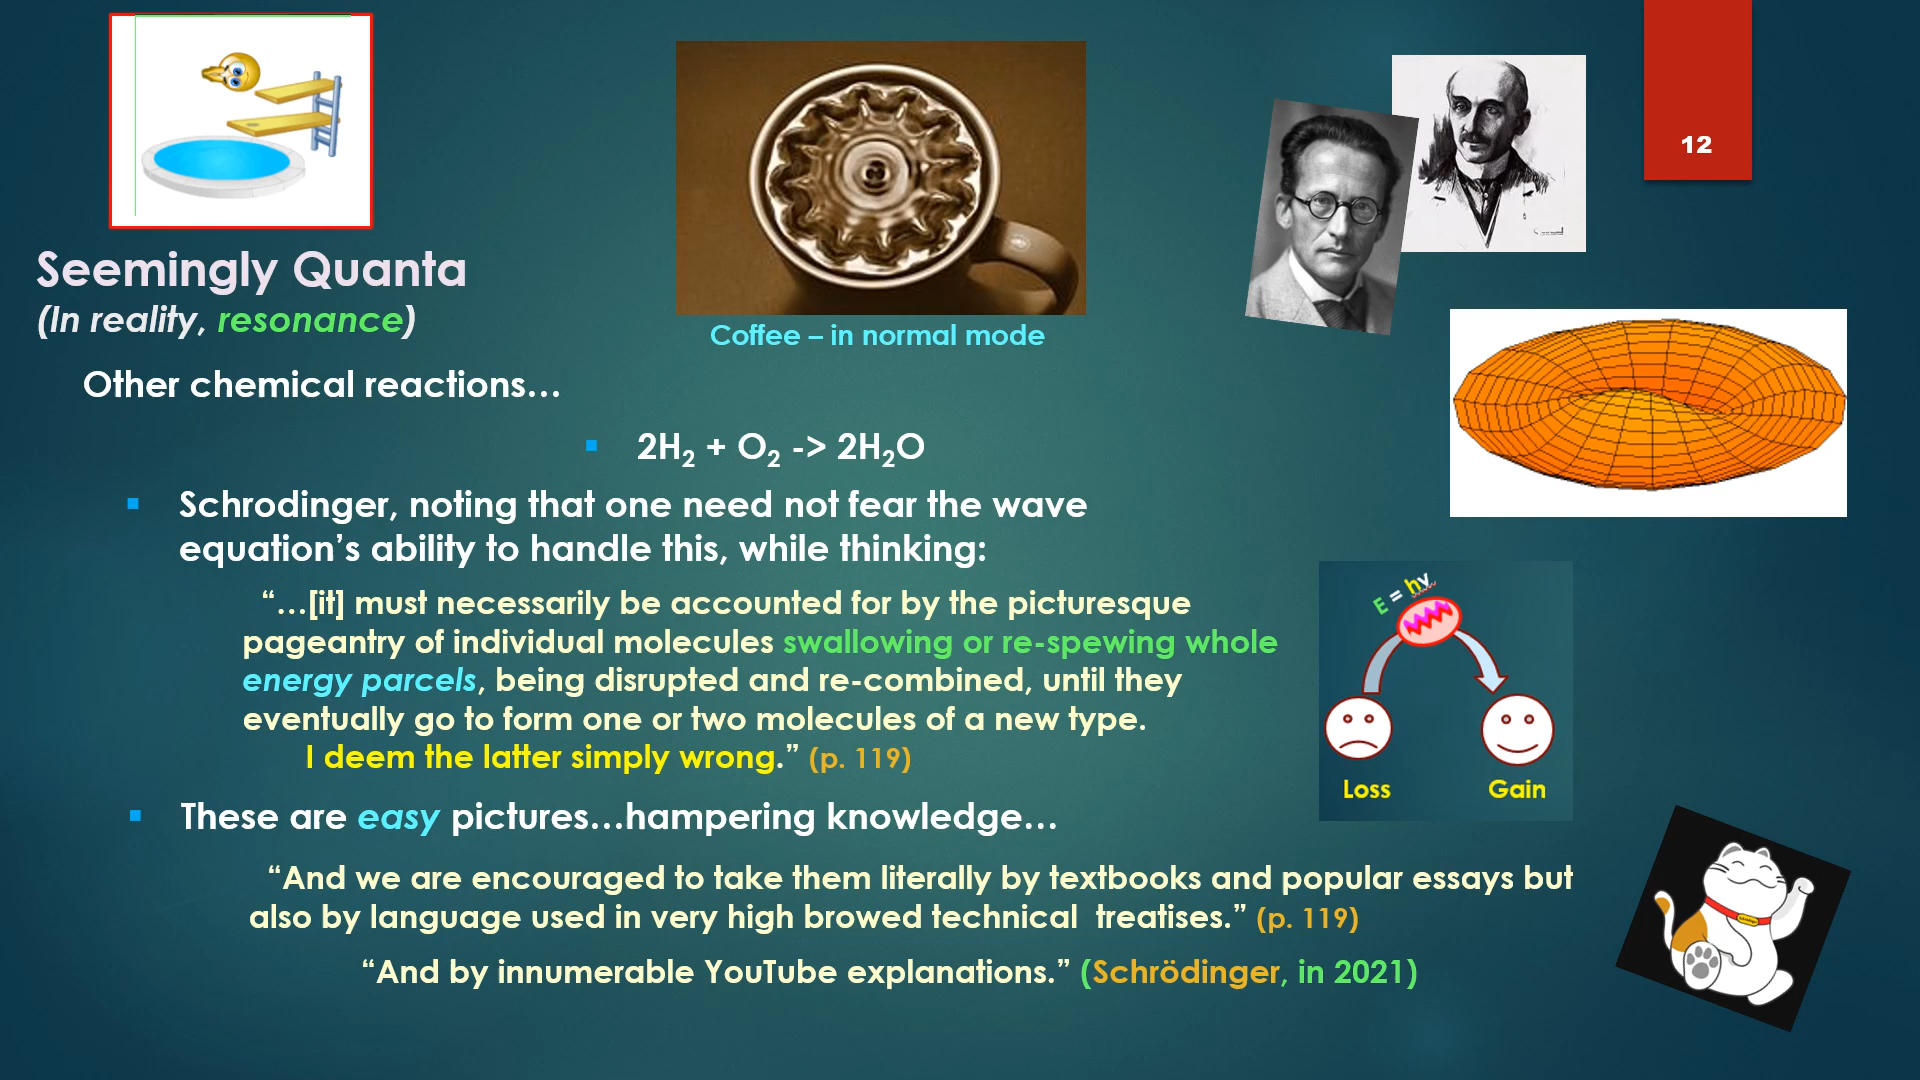 12
Seemingly Quanta
(In reality, resonance)
Coffee – in normal mode
Other chemical reactions…
▪ 2H₂ + O₂ -> 2H₂O
▪ Schrodinger, noting that one need not fear the wave
equation’s ability to handle this, while thinking:
“…[it] must necessarily be accounted for by the picturesque
pageantry of individual molecules swallowing or re-spewing whole
energy parcels, being disrupted and re-combined, until they
eventually go to form one or two molecules of a new type.
I deem the latter simply wrong.” (p. 119)
E = hν
Loss Gain
▪ These are easy pictures…hampering knowledge…
“And we are encouraged to take them literally by textbooks and popular essays but
also by language used in very high browed technical treatises.” (p. 119)
“And by innumerable YouTube explanations.” (Schrödinger, in 2021)